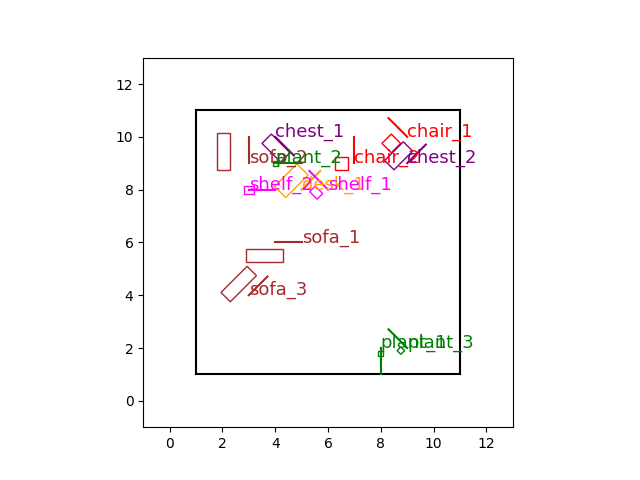 12
10
8
6
4
2
0
chest_1
chair_1
sofa_2
plant_2
chair_2
chest_2
shelf_2
desk_1
shelf_1
sofa_1
sofa_3
plant_1
plant_3
0 2 4 6 8 10 12